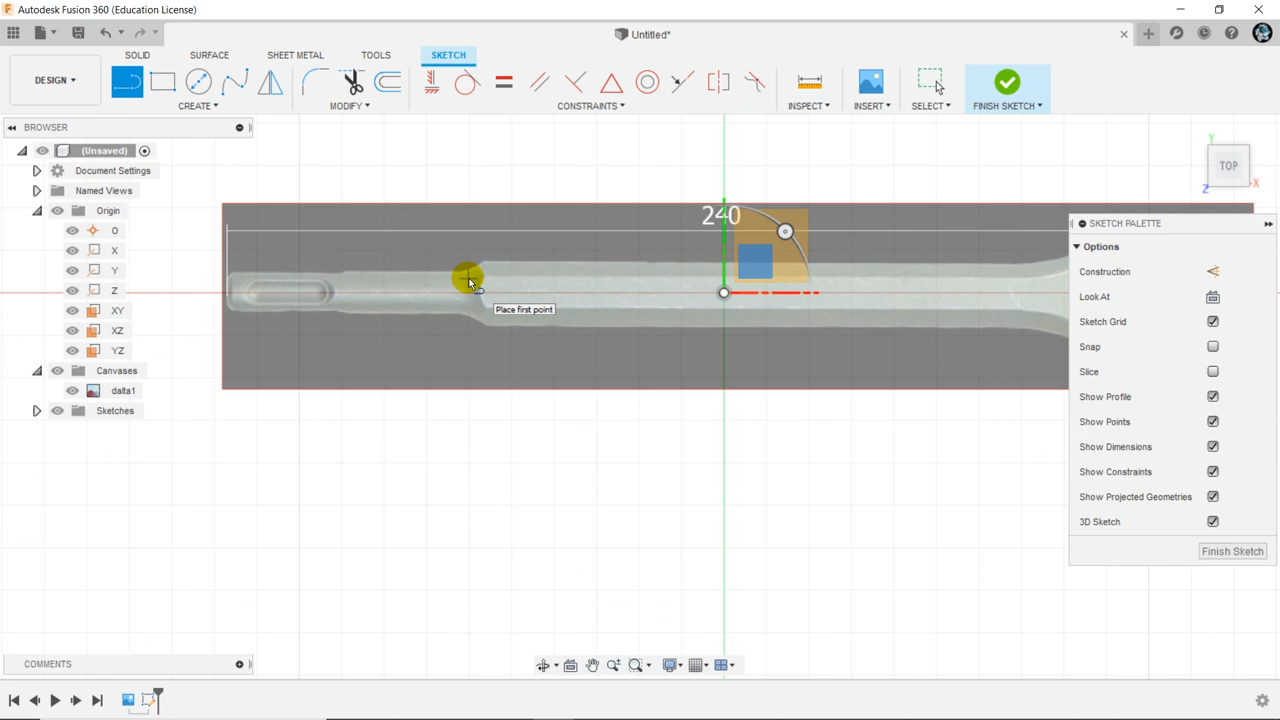 Autodesk Fusion 360 (Education License)
Untitled*
SOLID SURFACE SHEET METAL TOOLS SKETCH
DESIGN
CREATE MODIFY CONSTRAINTS INSPECT INSERT SELECT FINISH SKETCH
BROWSER
(Unsaved)
Document Settings
Named Views
Origin
O
X
Y
Z
XY
XZ
YZ
Canvases
dalta1
Sketches
240
Place first point
Y
TOP
Z
X
SKETCH PALETTE
Options
Construction
Look At
Sketch Grid
Snap
Slice
Show Profile
Show Points
Show Dimensions
Show Constraints
Show Projected Geometries
3D Sketch
Finish Sketch
COMMENTS